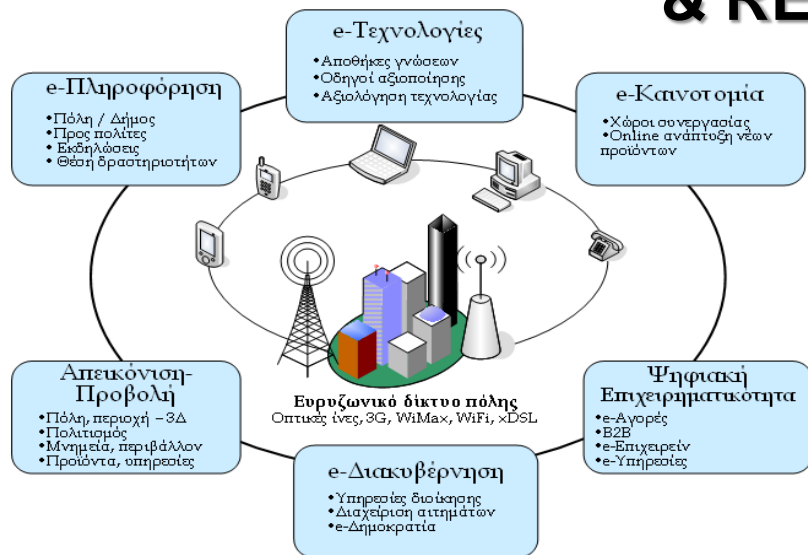 & RE
e-Τεχνολογίες
•Αποθήκες γνώσεων
•Οδηγοί αξιοποίησης
•Αξιολόγηση τεχνολογίας
e-Πληροφόρηση
•Πόλη / Δήμος
•Προς πολίτες
•Εκδηλώσεις
•Θέση δραστηριοτήτων
e-Καινοτομία
•Χώροι συνεργασίας
•Online ανάπτυξη νέων
προϊόντων
Απεικόνιση-
Προβολή
•Πόλη, περιοχή – 3Δ
•Πολιτισμός
•Μνημεία, περιβάλλον
•Προϊόντα, υπηρεσίες
Ευρυζωνικό δίκτυο πόλης
Οπτικές ίνες, 3G, WiMax, WiFi, xDSL
Ψηφιακή
Επιχειρηματικότητα
•e-Αγορές
•B2B
•e-Επιχειρείν
•e-Υπηρεσίες
e-Διακυβέρνηση
•Υπηρεσίες διοίκησης
•Διαχείριση αιτημάτων
•e-Δημοκρατία